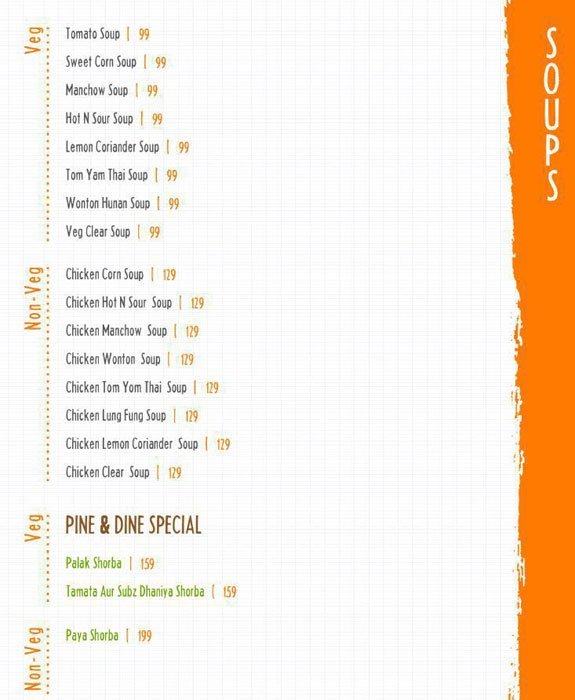 SOUPS
Veg
Tomato Soup | 99
Sweet Corn Soup | 99
Manchow Soup | 99
Hot N Sour Soup | 99
Lemon Coriander Soup | 99
Tom Yam Thai Soup | 99
Wonton Hunan Soup | 99
Veg Clear Soup | 99
Non-Veg
Chicken Corn Soup | 129
Chicken Hot N Sour Soup | 129
Chicken Manchow Soup | 129
Chicken Wonton Soup | 129
Chicken Tom Yom Thai Soup | 129
Chicken Lung Fung Soup | 129
Chicken Lemon Coriander Soup | 129
Chicken Clear Soup | 129
Veg
PINE & DINE SPECIAL
Palak Shorba | 159
Tamata Aur Subz Dhaniya Shorba | 159
Non-Veg
Paya Shorba | 199